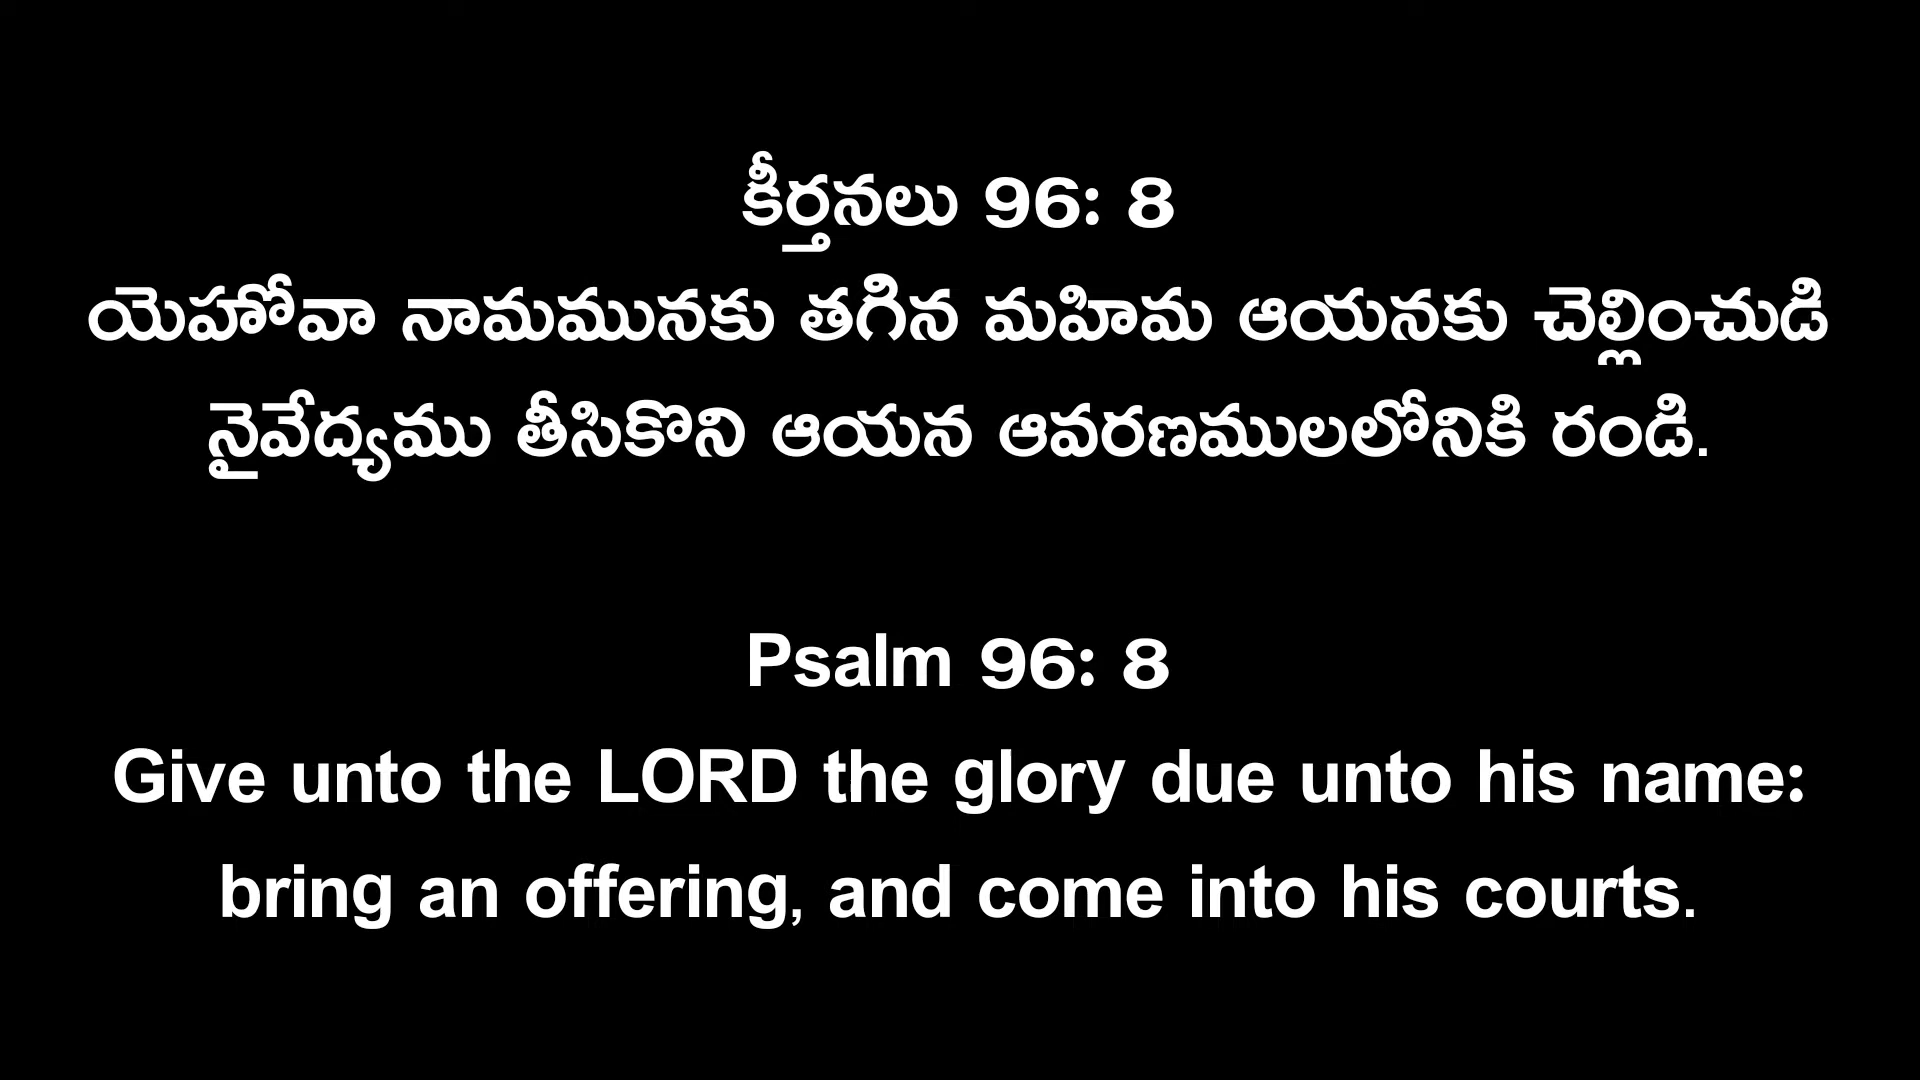 కీర్తనలు 96: 8
యెహోవా నామమునకు తగిన మహిమ ఆయనకు చెల్లించుడి
నైవేద్యము తీసికొని ఆయన ఆవరణములలోనికి రండి.
Psalm 96: 8
Give unto the LORD the glory due unto his name:
bring an offering, and come into his courts.